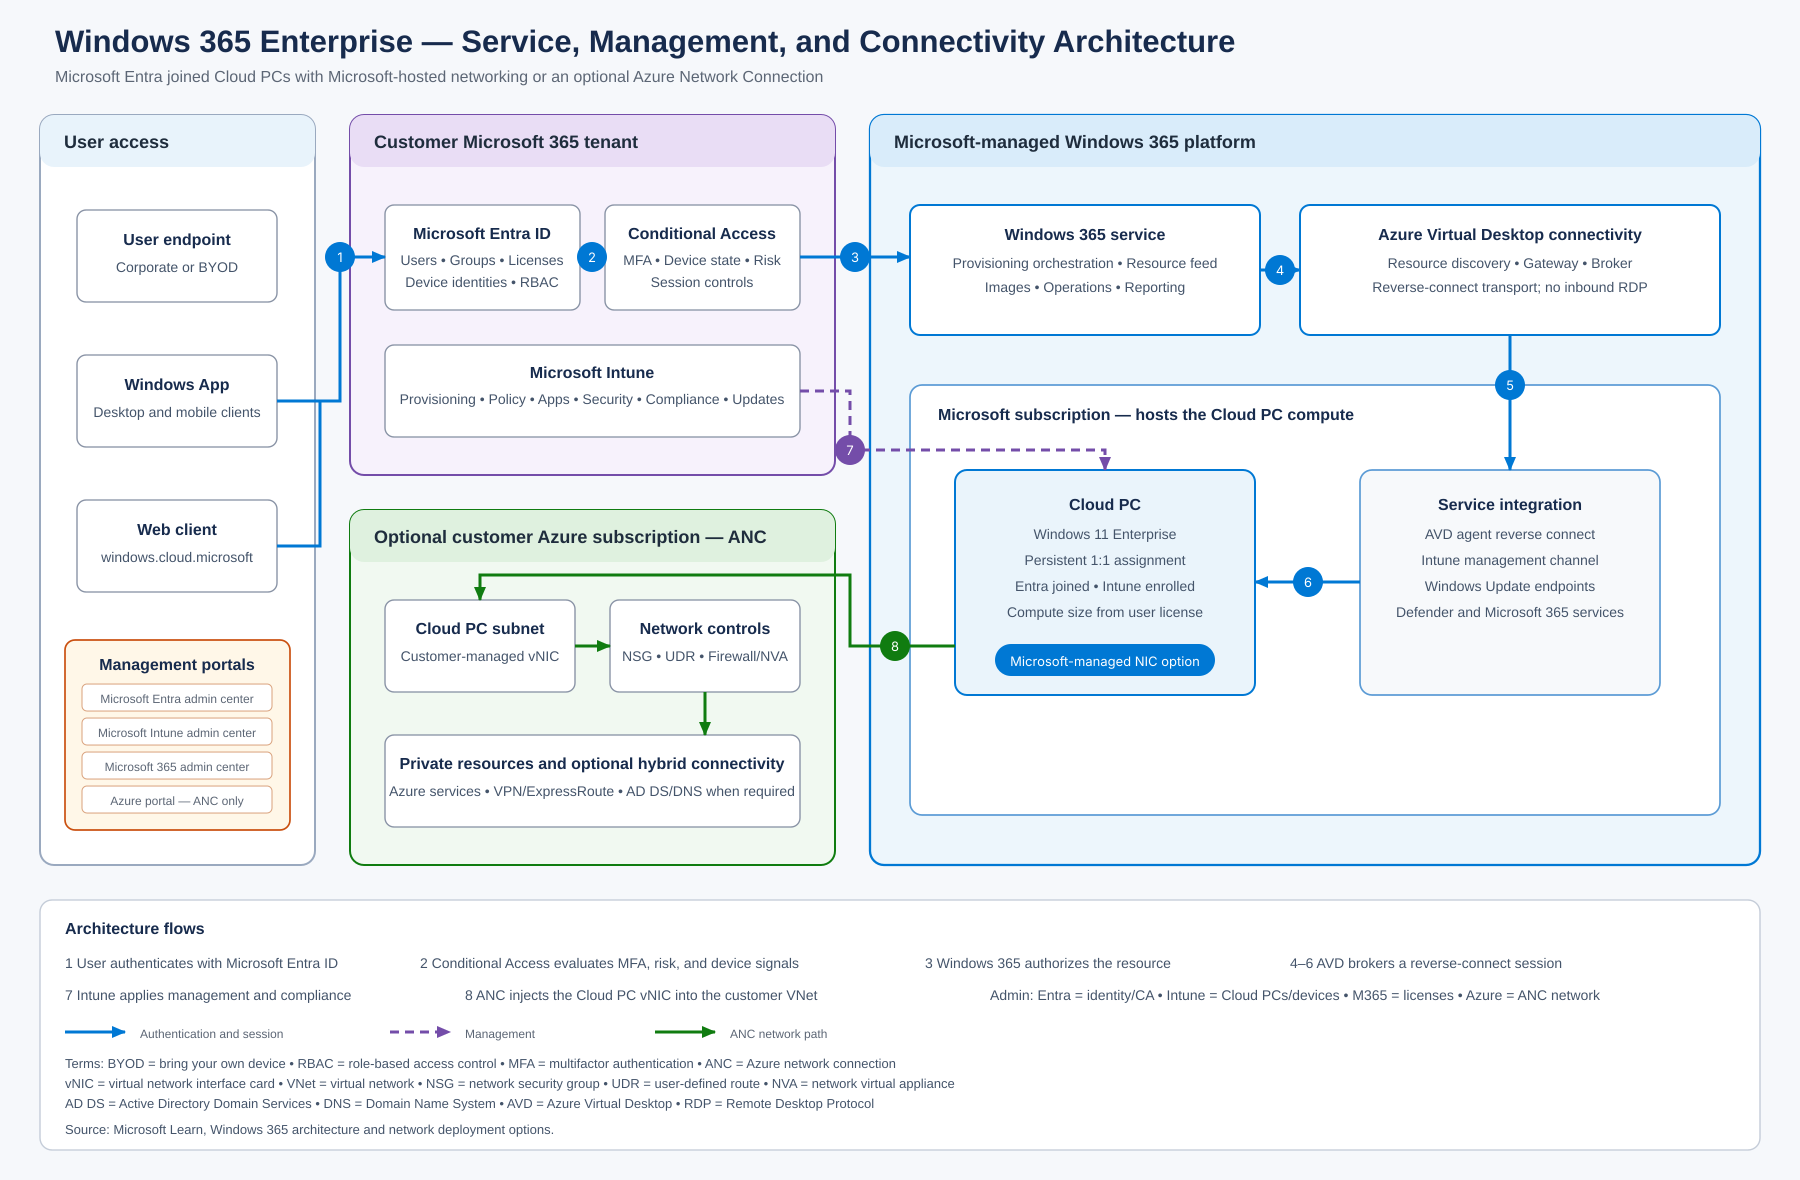 Windows 365 Enterprise — Service, Management, and Connectivity Architecture
Microsoft Entra joined Cloud PCs with Microsoft-hosted networking or an optional Azure Network Connection
User access
User endpoint
Corporate or BYOD
Windows App
Desktop and mobile clients
Web client
windows.cloud.microsoft
Management portals
Microsoft Entra admin center
Microsoft Intune admin center
Microsoft 365 admin center
Azure portal — ANC only
1
Customer Microsoft 365 tenant
Microsoft Entra ID
Users • Groups • Licenses
Device identities • RBAC
2
Conditional Access
MFA • Device state • Risk
Session controls
3
Microsoft Intune
Provisioning • Policy • Apps • Security • Compliance • Updates
7
Optional customer Azure subscription — ANC
Cloud PC subnet
Customer-managed vNIC
Network controls
NSG • UDR • Firewall/NVA
Private resources and optional hybrid connectivity
Azure services • VPN/ExpressRoute • AD DS/DNS when required
8
Microsoft-managed Windows 365 platform
Windows 365 service
Provisioning orchestration • Resource feed
Images • Operations • Reporting
4
Azure Virtual Desktop connectivity
Resource discovery • Gateway • Broker
Reverse-connect transport; no inbound RDP
5
Microsoft subscription — hosts the Cloud PC compute
Cloud PC
Windows 11 Enterprise
Persistent 1:1 assignment
Entra joined • Intune enrolled
Compute size from user license
Microsoft-managed NIC option
6
Service integration
AVD agent reverse connect
Intune management channel
Windows Update endpoints
Defender and Microsoft 365 services
Architecture flows
1 User authenticates with Microsoft Entra ID
2 Conditional Access evaluates MFA, risk, and device signals
3 Windows 365 authorizes the resource
4–6 AVD brokers a reverse-connect session
7 Intune applies management and compliance
8 ANC injects the Cloud PC vNIC into the customer VNet
Admin: Entra = identity/CA • Intune = Cloud PCs/devices • M365 = licenses • Azure = ANC network
Authentication and session
Management
ANC network path
Terms: BYOD = bring your own device • RBAC = role-based access control • MFA = multifactor authentication • ANC = Azure network connection
vNIC = virtual network interface card • VNet = virtual network • NSG = network security group • UDR = user-defined route • NVA = network virtual appliance
AD DS = Active Directory Domain Services • DNS = Domain Name System • AVD = Azure Virtual Desktop • RDP = Remote Desktop Protocol
Source: Microsoft Learn, Windows 365 architecture and network deployment options.